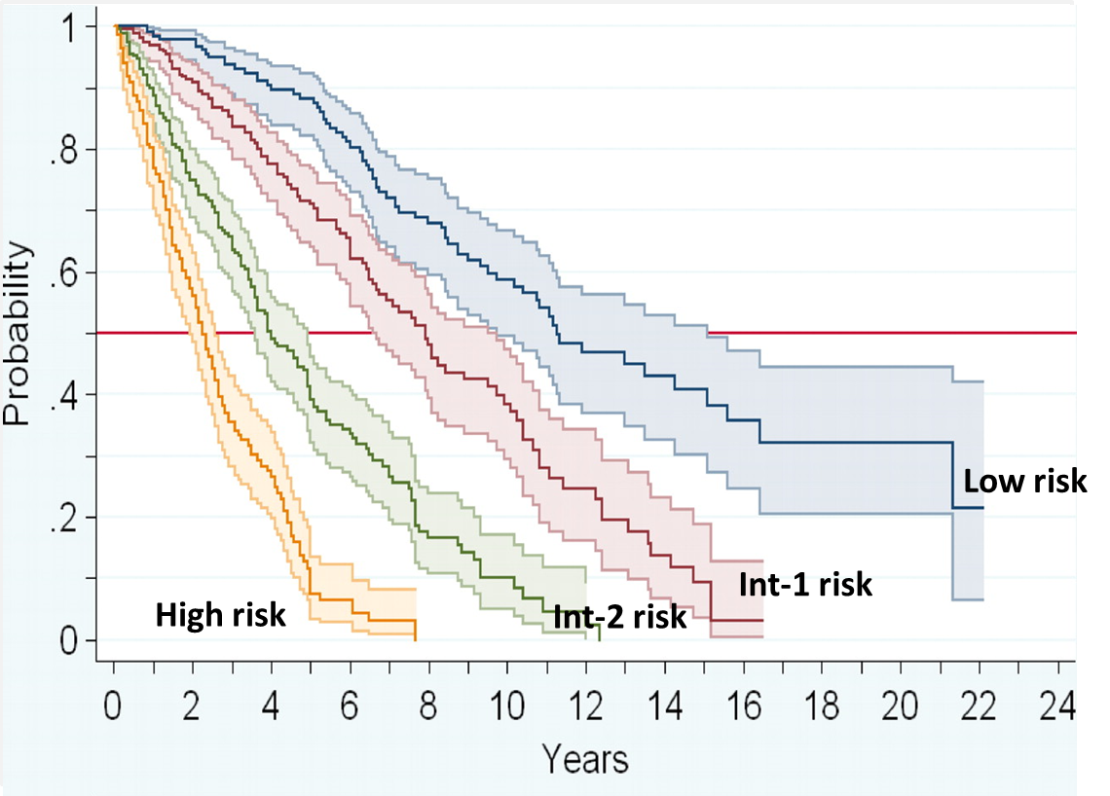 Probability
1
.8
.6
.4
.2
0
Low risk
Int-1 risk
High risk
Int-2 risk
0 2 4 6 8 10 12 14 16 18 20 22 24
Years